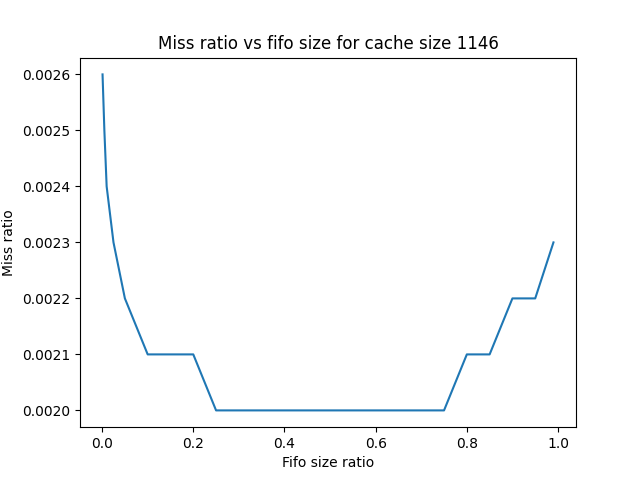 Miss ratio vs fifo size for cache size 1146
0.0026
0.0025
0.0024
0.0023
0.0022
0.0021
0.0020
Miss ratio
0.0 0.2 0.4 0.6 0.8 1.0
Fifo size ratio